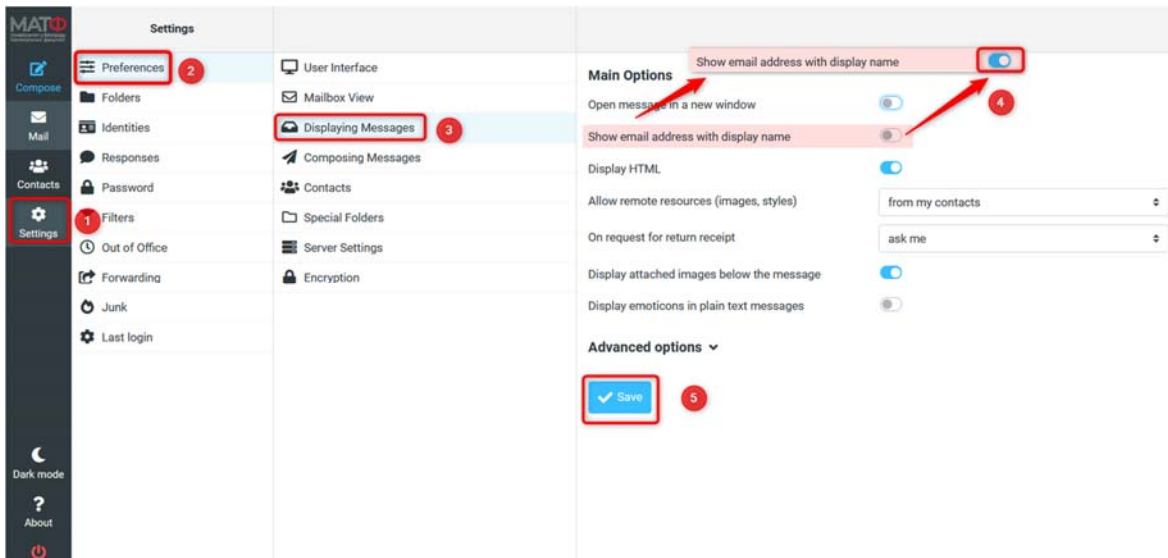 МАТФ
Compose
Mail
Contacts
Settings
Dark mode
About
Settings
Preferences
2
Folders
Identities
Responses
Password
1
Filters
Out of Office
Forwarding
Junk
Last login
User Interface
Mailbox View
Displaying Messages
3
Composing Messages
Contacts
Special Folders
Server Settings
Encryption
Show email address with display name
4
Main Options
Open message in a new window
Show email address with display name
Display HTML
Allow remote resources (images, styles)
from my contacts
On request for return receipt
ask me
Display attached images below the message
Display emoticons in plain text messages
Advanced options
Save
5